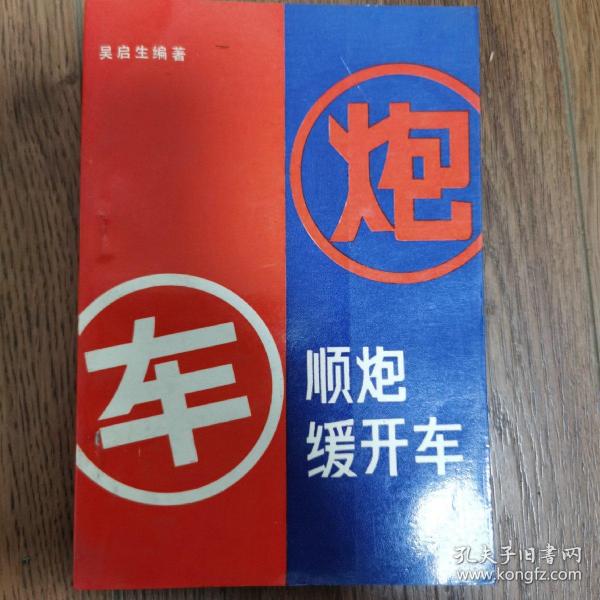 吴启生编著
炮
车
顺炮
缓开车
孔夫子旧书网
www.kongfz.com